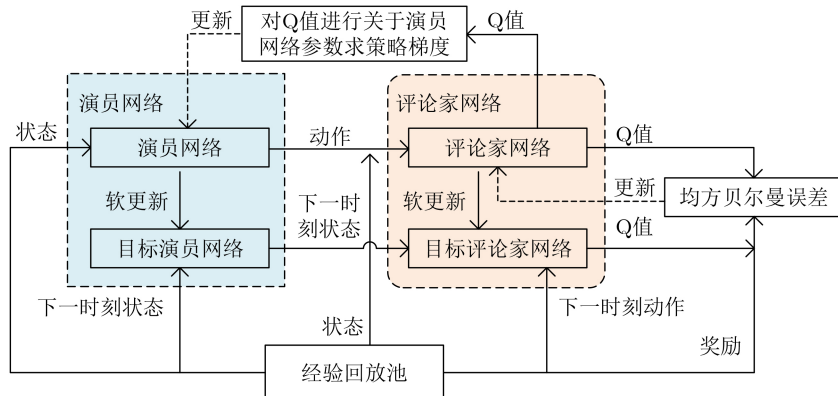 对Q值进行关于演员
网络参数求策略梯度
更新
Q值
演员网络
评论家网络
状态
演员网络
动作
评论家网络
Q值
软更新
下一时
刻状态
软更新
更新
均方贝尔曼误差
目标演员网络
目标评论家网络
Q值
下一时刻状态
状态
下一时刻动作
奖励
经验回放池